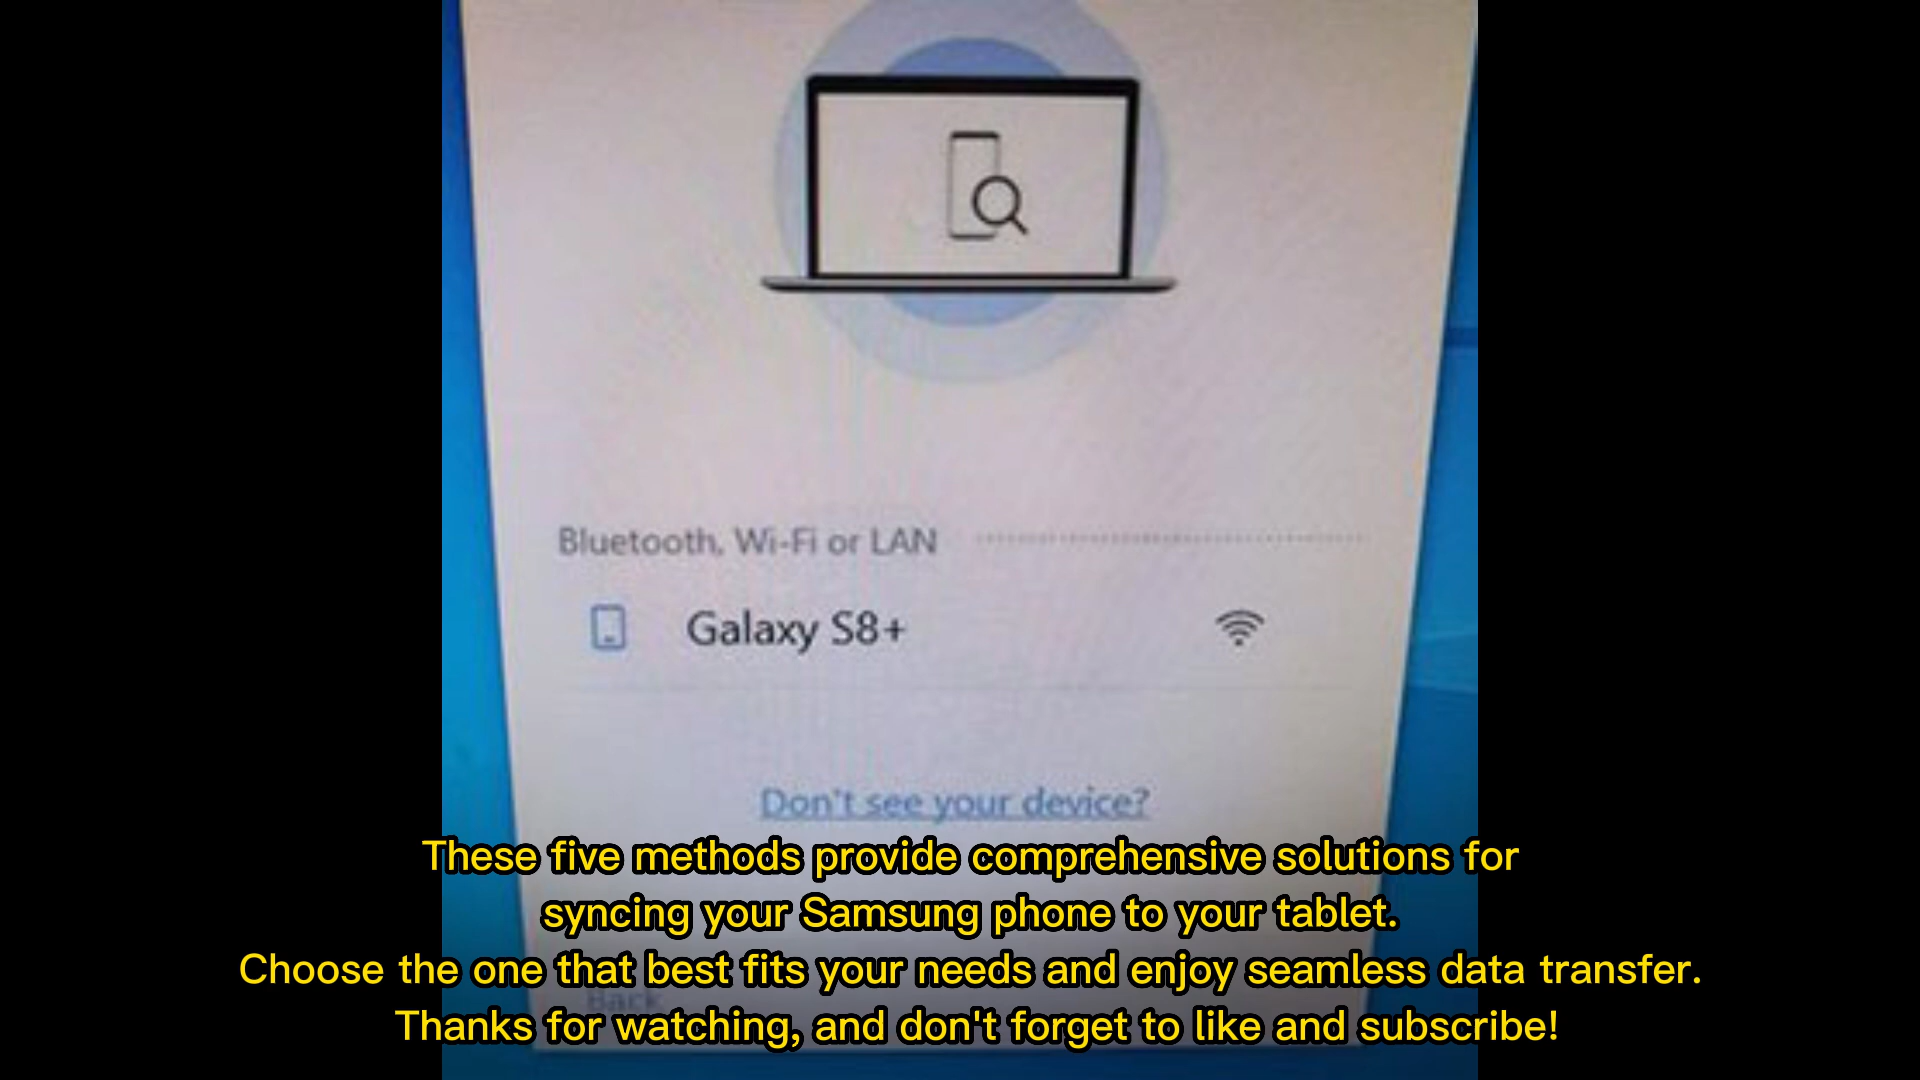 Bluetooth, Wi-Fi or LAN
Galaxy S8+
Don't see your device?
These five methods provide comprehensive solutions for
syncing your Samsung phone to your tablet.
Choose the one that best fits your needs and enjoy seamless data transfer.
Back
Thanks for watching, and don't forget to like and subscribe!